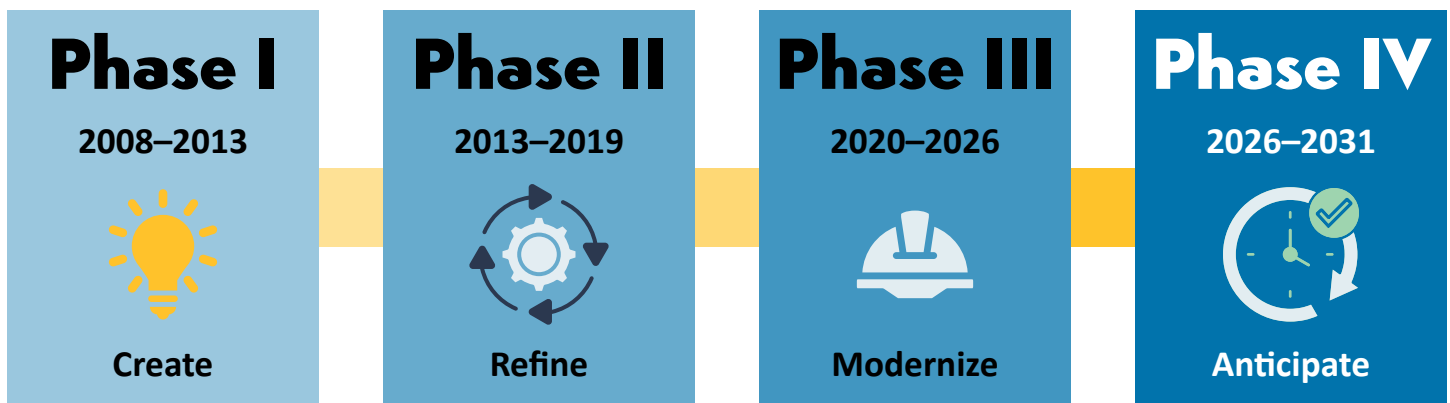 Phase I
2008–2013
Create
Phase II
2013–2019
Refine
Phase III
2020–2026
Modernize
Phase IV
2026–2031
Anticipate